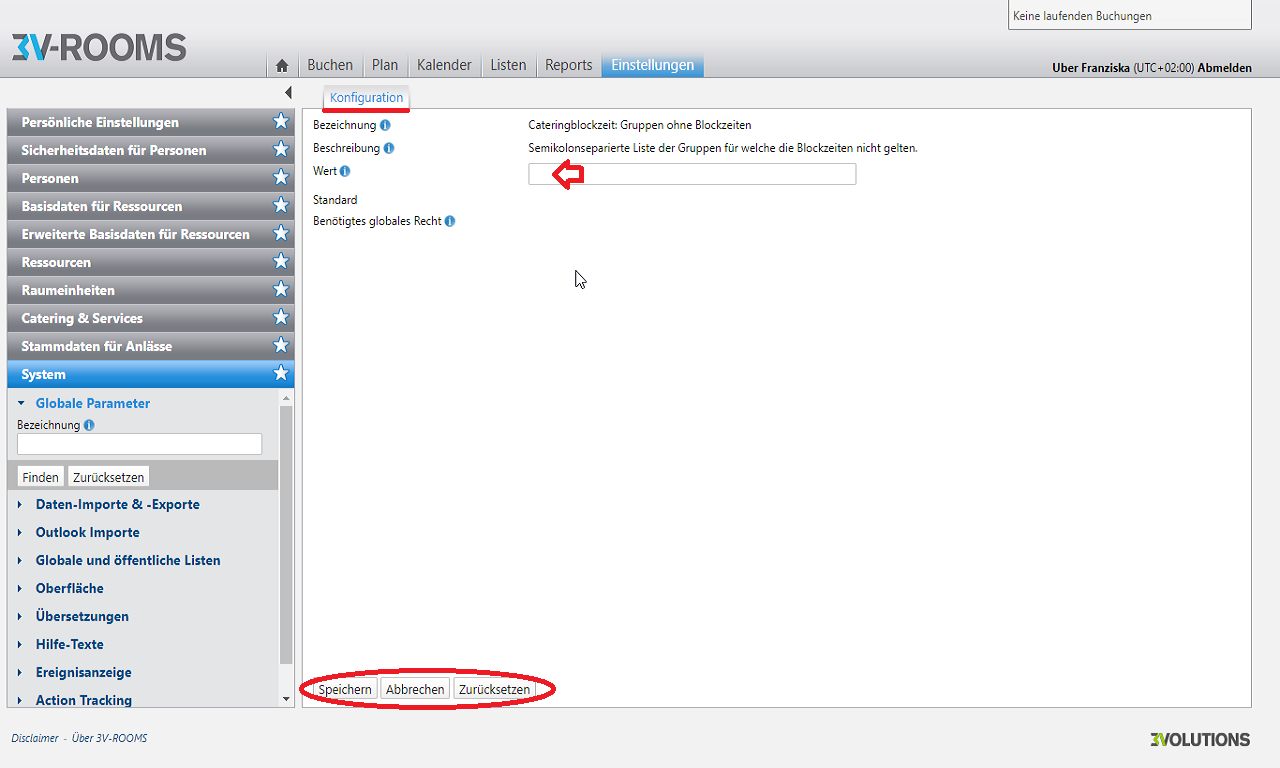 Keine laufenden Buchungen
3V-ROOMS
Buchen
Plan
Kalender
Listen
Reports
Einstellungen
Uber Franziska (UTC+02:00) Abmelden
Konfiguration
Persönliche Einstellungen
Sicherheitsdaten für Personen
Personen
Basisdaten für Ressourcen
Erweiterte Basisdaten für Ressourcen
Ressourcen
Raumeinheiten
Catering & Services
Stammdaten für Anlässe
System
Globale Parameter
Bezeichnung
Finden
Zurücksetzen
Daten-Importe & -Exporte
Outlook Importe
Globale und öffentliche Listen
Oberfläche
Übersetzungen
Hilfe-Texte
Ereignisanzeige
Action Tracking
Bezeichnung Cateringblockzeit: Gruppen ohne Blockzeiten
Beschreibung Semikolonseparierte Liste der Gruppen für welche die Blockzeiten nicht gelten.
Wert
Standard
Benötigtes globales Recht
Speichern
Abbrechen
Zurücksetzen
Disclaimer - Über 3V-ROOMS
3VOLUTIONS